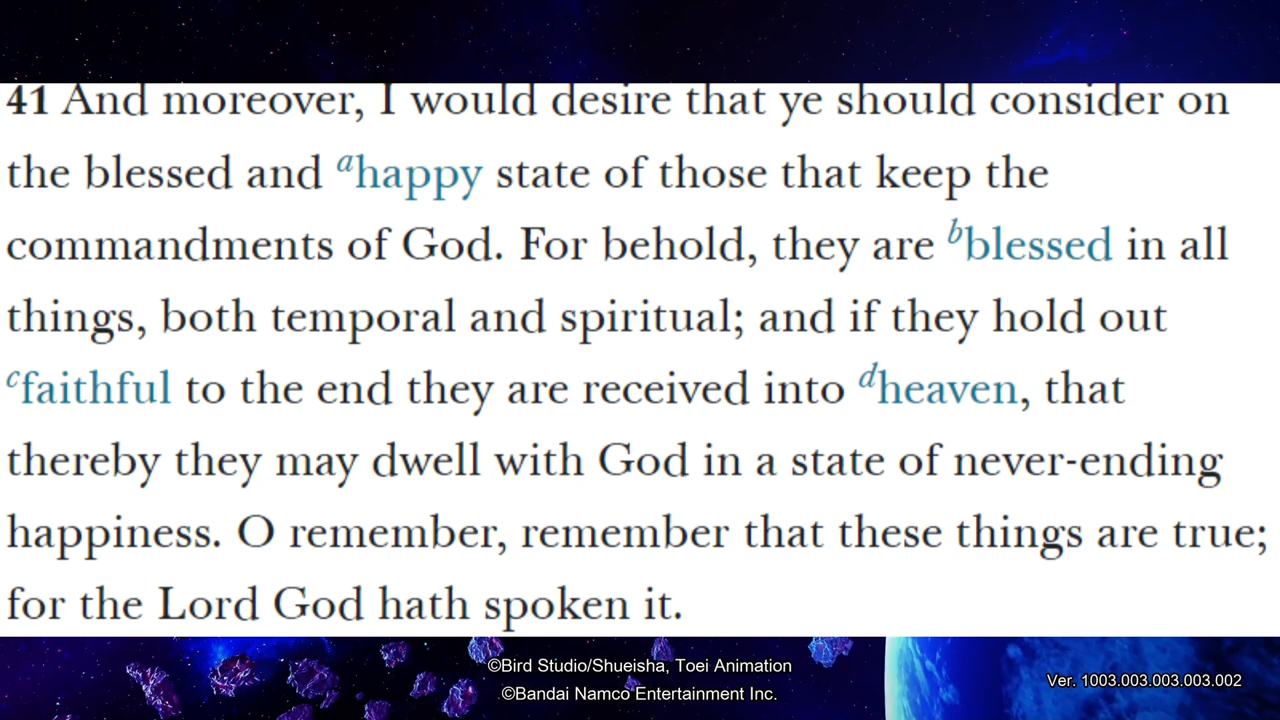 41 And moreover, I would desire that ye should consider on
the blessed and ahappy state of those that keep the
commandments of God. For behold, they are bblessed in all
things, both temporal and spiritual; and if they hold out
cfaithful to the end they are received into dheaven, that
thereby they may dwell with God in a state of never-ending
happiness. O remember, remember that these things are true;
for the Lord God hath spoken it.
©Bird Studio/Shueisha, Toei Animation
©Bandai Namco Entertainment Inc.
Ver. 1003.003.003.003.002